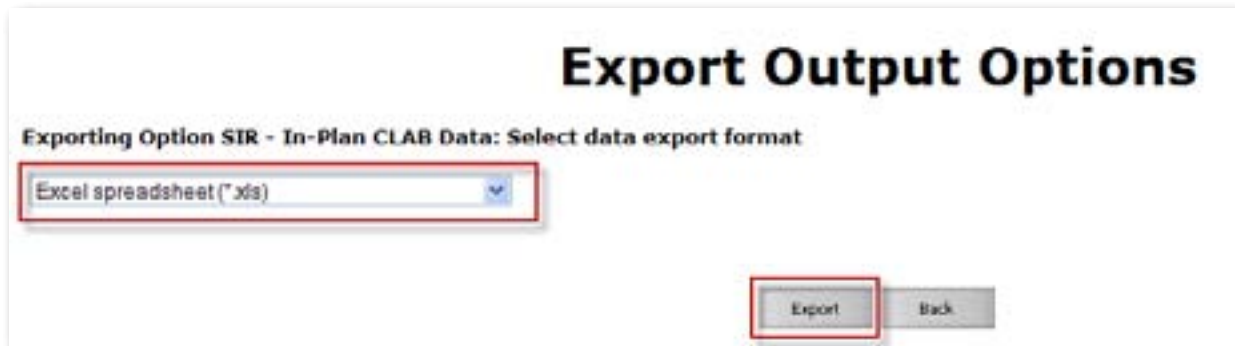 Export Output Options
Exporting Option SIR - In-Plan CLAB Data: Select data export format
Excel spreadsheet (*.xls)
Export
Back